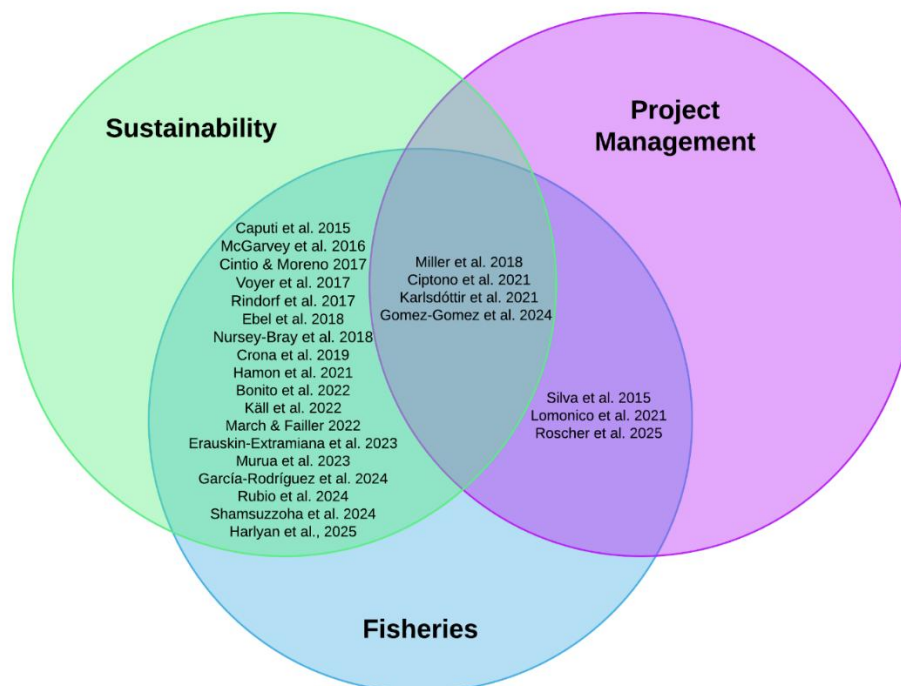 Sustainability
Project
Management
Caputi et al. 2015
McGarvey et al. 2016
Cintio & Moreno 2017
Voyer et al. 2017
Rindorf et al. 2017
Ebel et al. 2018
Nursey-Bray et al. 2018
Crona et al. 2019
Hamon et al. 2021
Bonito et al. 2022
Käll et al. 2022
March & Failler 2022
Erauskin-Extramiana et al. 2023
Murua et al. 2023
García-Rodríguez et al. 2024
Rubio et al. 2024
Shamsuzzoha et al. 2024
Harlyan et al., 2025
Miller et al. 2018
Ciptono et al. 2021
Karlsdóttir et al. 2021
Gomez-Gomez et al. 2024
Silva et al. 2015
Lomonico et al. 2021
Roscher et al. 2025
Fisheries